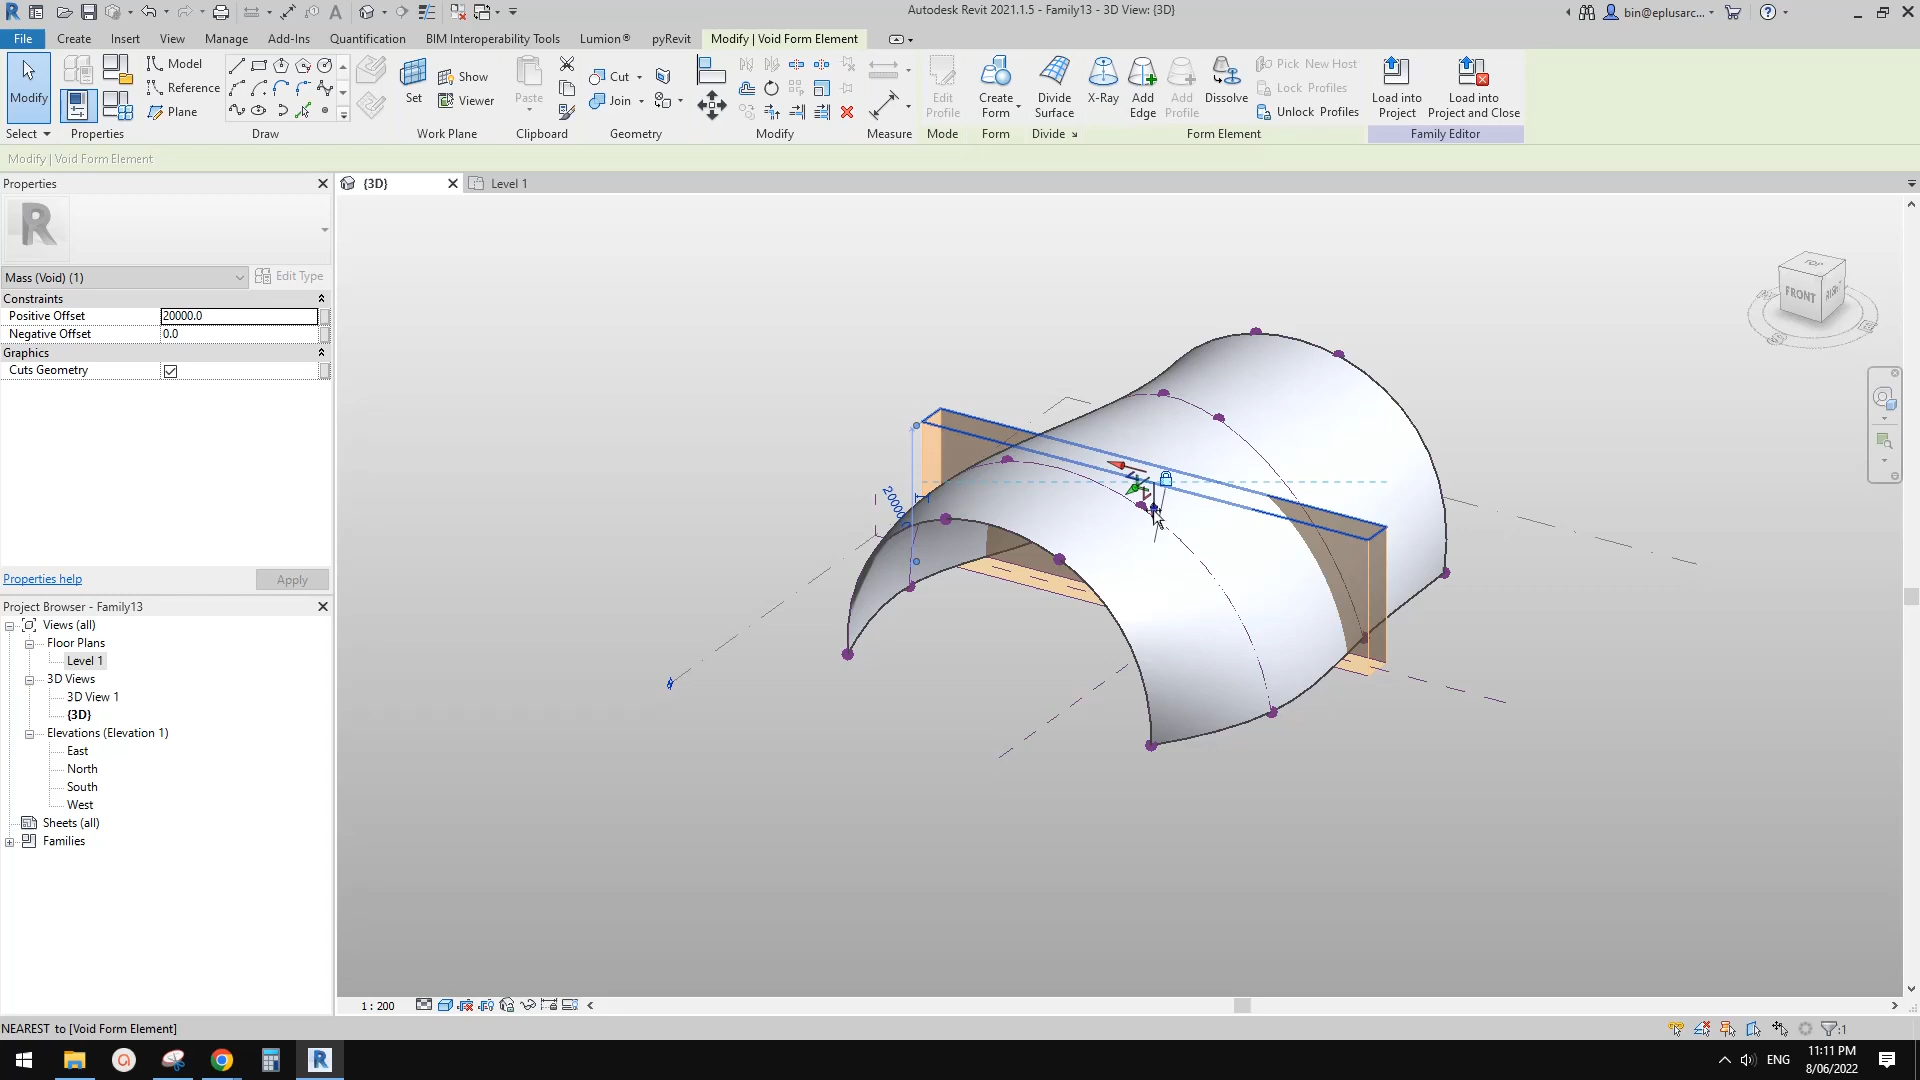 Autodesk Revit 2021.1.5 - Family13 - 3D View: {3D}
bin@eplusarc...
File Create Insert View Manage Add-Ins Quantification BIM Interoperability Tools Lumion® pyRevit Modify | Void Form Element
Model Show Cut Pick New Host
Reference Viewer Join Lock Profiles
Plane Unlock Profiles
Modify Set Paste Edit Profile Create Form Divide Surface X-Ray Add Edge Add Profile Dissolve Load into Project Load into Project and Close
Select Properties Draw Work Plane Clipboard Geometry Modify Measure Mode Form Divide Form Element Family Editor
Modify | Void Form Element
Properties
{3D}
Level 1
R
Mass (Void) (1)
Edit Type
Constraints
Positive Offset 20000.0
Negative Offset 0.0
Graphics
Cuts Geometry
Properties help
Apply
Project Browser - Family13
Views (all)
Floor Plans
Level 1
3D Views
3D View 1
{3D}
Elevations (Elevation 1)
East
North
South
West
Sheets (all)
Families
TOP
FRONT
RIGHT
1 : 200
NEAREST to [Void Form Element]
:1
ENG
11:11 PM
8/06/2022